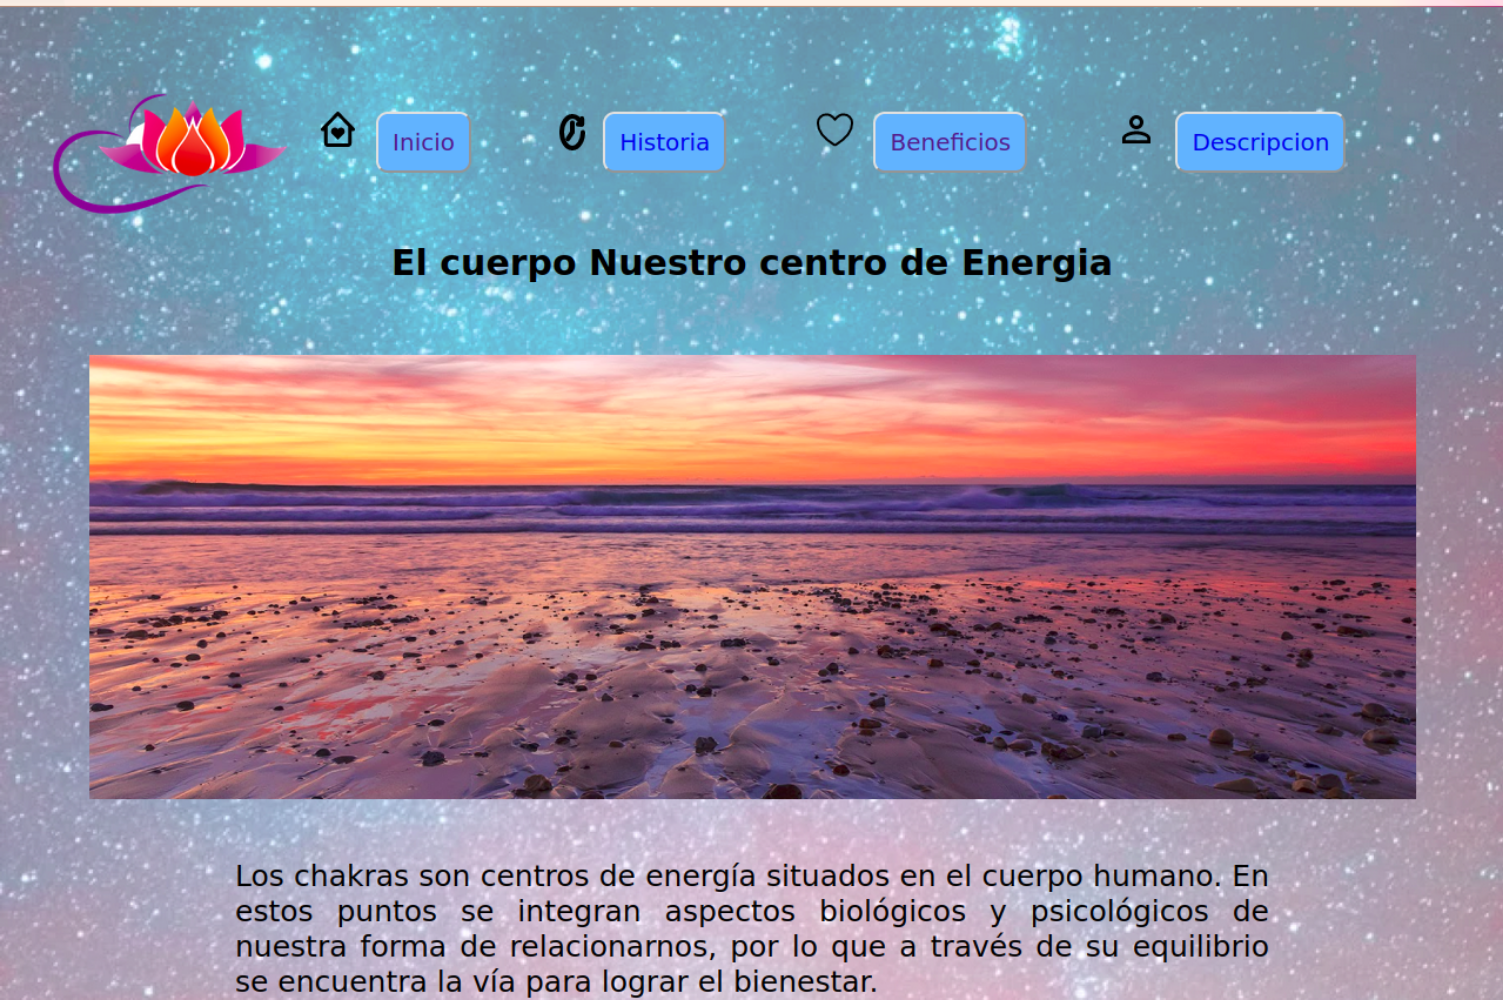 Inicio
Historia
Beneficios
Descripcion
El cuerpo Nuestro centro de Energia
Los chakras son centros de energía situados en el cuerpo humano. En
estos puntos se integran aspectos biológicos y psicológicos de
nuestra forma de relacionarnos, por lo que a través de su equilibrio
se encuentra la vía para lograr el bienestar.